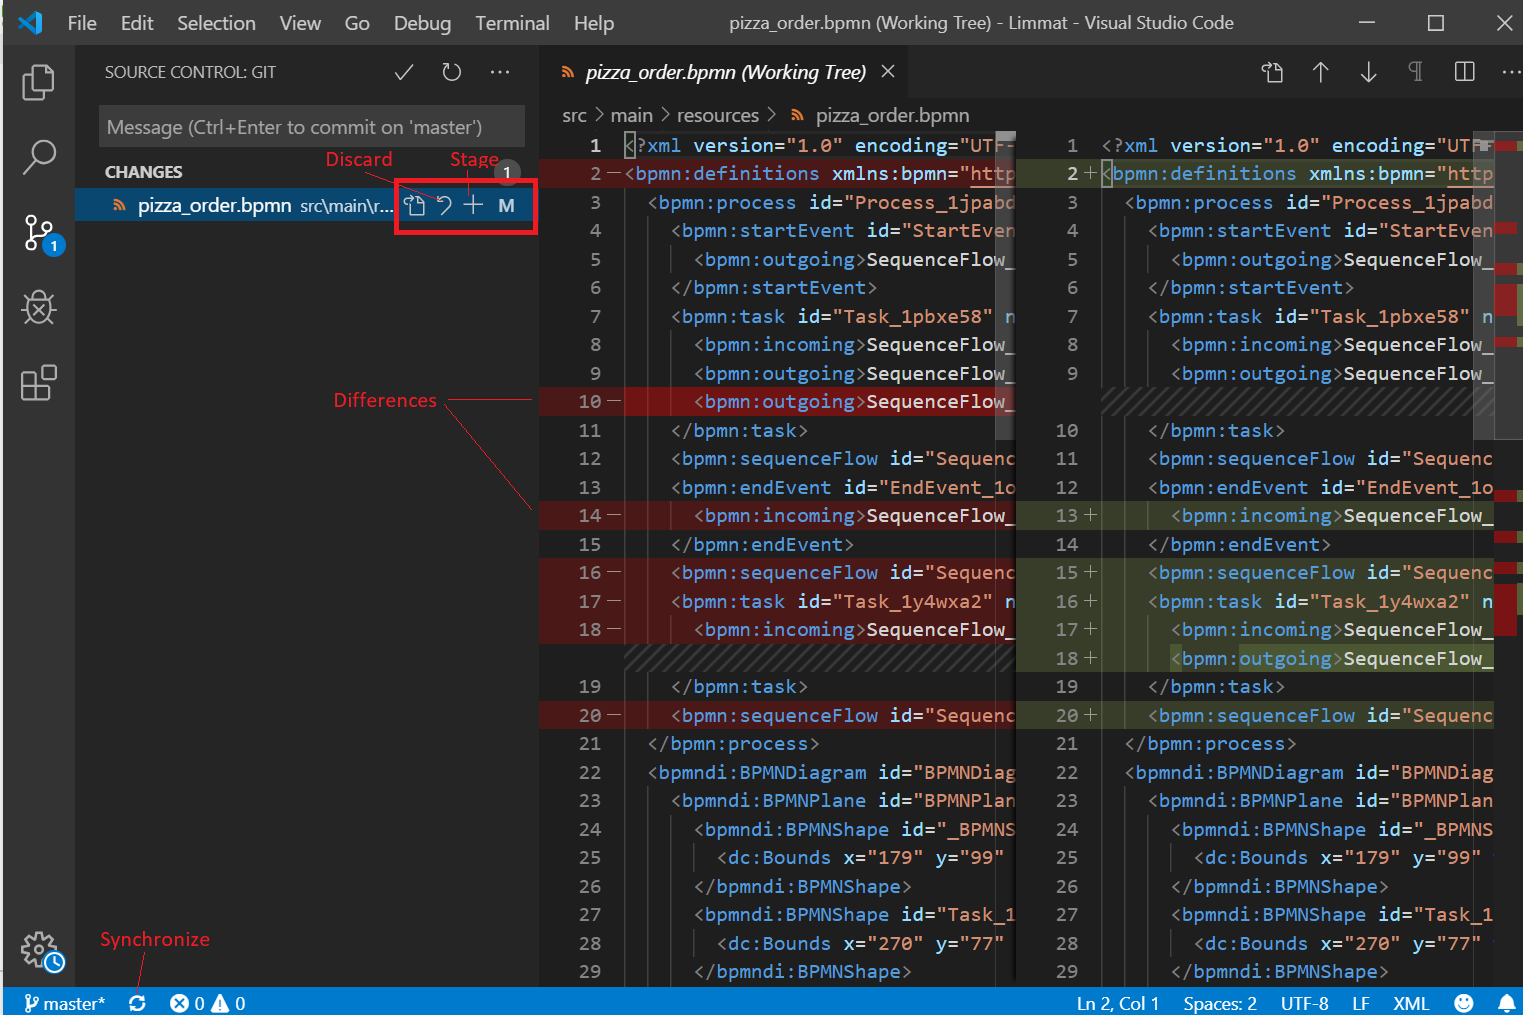 File Edit Selection View Go Debug Terminal Help pizza_order.bpmn (Working Tree) - Limmat - Visual Studio Code
SOURCE CONTROL: GIT
Message (Ctrl+Enter to commit on 'master')
Discard Stage
CHANGES 1
pizza_order.bpmn src\main\r... M
1
Differences
Synchronize
pizza_order.bpmn (Working Tree)
src > main > resources > pizza_order.bpmn
1 <?xml version="1.0" encoding="UTF-
2 — <bpmn:definitions xmlns:bpmn="http
3 <bpmn:process id="Process_1jpabd
4 <bpmn:startEvent id="StartEven
5 <bpmn:outgoing>SequenceFlow_
6 </bpmn:startEvent>
7 <bpmn:task id="Task_1pbxe58" n
8 <bpmn:incoming>SequenceFlow_
9 <bpmn:outgoing>SequenceFlow_
10 — <bpmn:outgoing>SequenceFlow_
11 </bpmn:task>
12 <bpmn:sequenceFlow id="Sequenc
13 <bpmn:endEvent id="EndEvent_1o
14 — <bpmn:incoming>SequenceFlow_
15 </bpmn:endEvent>
16 — <bpmn:sequenceFlow id="Sequenc
17 — <bpmn:task id="Task_1y4wxa2" n
18 — <bpmn:incoming>SequenceFlow_
19 </bpmn:task>
20 — <bpmn:sequenceFlow id="Sequenc
21 </bpmn:process>
22 <bpmndi:BPMNDiagram id="BPMNDiag
23 <bpmndi:BPMNPlane id="BPMNPlan
24 <bpmndi:BPMNShape id="_BPMNS
25 <dc:Bounds x="179" y="99"
26 </bpmndi:BPMNShape>
27 <bpmndi:BPMNShape id="Task_1
28 <dc:Bounds x="270" y="77"
29 </bpmndi:BPMNShape>
1 <?xml version="1.0" encoding="UTF-
2 + <bpmn:definitions xmlns:bpmn="http
3 <bpmn:process id="Process_1jpabd
4 <bpmn:startEvent id="StartEven
5 <bpmn:outgoing>SequenceFlow_
6 </bpmn:startEvent>
7 <bpmn:task id="Task_1pbxe58" n
8 <bpmn:incoming>SequenceFlow_
9 <bpmn:outgoing>SequenceFlow_
10 </bpmn:task>
11 <bpmn:sequenceFlow id="Sequenc
12 <bpmn:endEvent id="EndEvent_1o
13 + <bpmn:incoming>SequenceFlow_
14 </bpmn:endEvent>
15 + <bpmn:sequenceFlow id="Sequenc
16 + <bpmn:task id="Task_1y4wxa2" n
17 + <bpmn:incoming>SequenceFlow_
18 + <bpmn:outgoing>SequenceFlow_
19 </bpmn:task>
20 + <bpmn:sequenceFlow id="Sequenc
21 </bpmn:process>
22 <bpmndi:BPMNDiagram id="BPMNDiag
23 <bpmndi:BPMNPlane id="BPMNPlan
24 <bpmndi:BPMNShape id="_BPMNS
25 <dc:Bounds x="179" y="99"
26 </bpmndi:BPMNShape>
27 <bpmndi:BPMNShape id="Task_1
28 <dc:Bounds x="270" y="77"
29 </bpmndi:BPMNShape>
master* 0 0 Ln 2, Col 1 Spaces: 2 UTF-8 LF XML